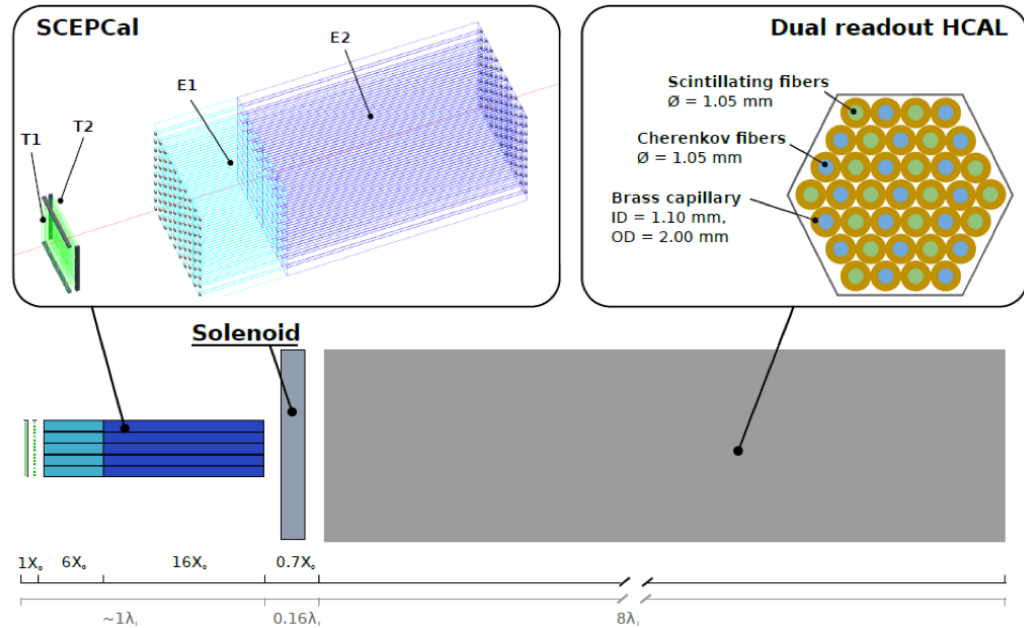 SCEPCal
T1
T2
E1
E2
Dual readout HCAL
Scintillating fibers
Ø = 1.05 mm
Cherenkov fibers
Ø = 1.05 mm
Brass capillary
ID = 1.10 mm,
OD = 2.00 mm
Solenoid
1X₀ 6X₀ 16X₀ 0.7X₀
~1λᵢ 0.16λᵢ 8λᵢ